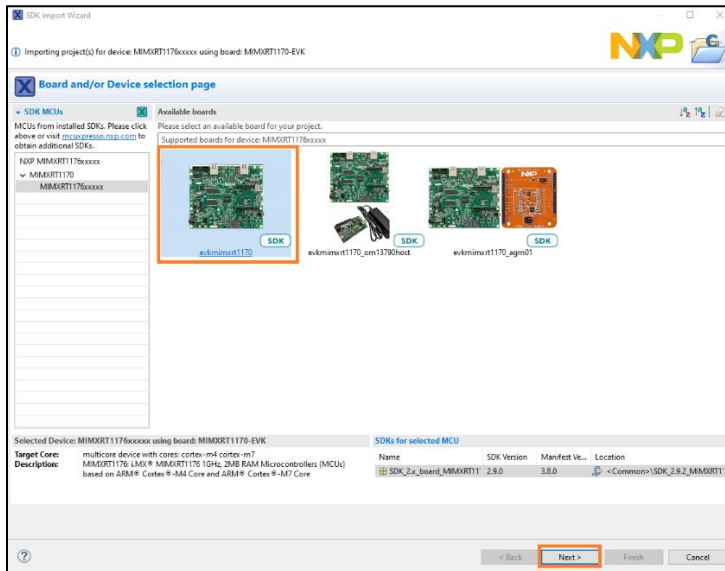 SDK Import Wizard
Importing project(s) for device: MIMXRT1176xxxxx using board: MIMXRT1170-EVK
NXP
Board and/or Device selection page
SDK MCUs
MCUs from installed SDKs. Please click
above or visit mcuxpresso.nxp.com to
obtain additional SDKs.
NXP MIMXRT1176xxxxx
MIMXRT1170
MIMXRT1176xxxxx
Available boards
Please select an available board for your project.
Supported boards for device: MIMXRT1176xxxxx
SDK
evkmimxrt1170
SDK
evkmimxrt1170_om13790host
NXP
SDK
evkmimxrt1170_agm01
Selected Device: MIMXRT1176xxxxx using board: MIMXRT1170-EVK
Target Core: multicore device with cores: cortex-m4 cortex-m7
Description: MIMXRT1176: i.MX® MIMXRT1176 1GHz, 2MB RAM Microcontrollers (MCUs)
based on ARM® Cortex®-M4 Core and ARM® Cortex®-M7 Core
SDKs for selected MCU
Name SDK Version Manifest Ve... Location
SDK_2.x_board_MIMXRT11 2.9.0 3.8.0 <Common>\SDK_2.9.2_MIMXRT1
< Back Next > Finish Cancel